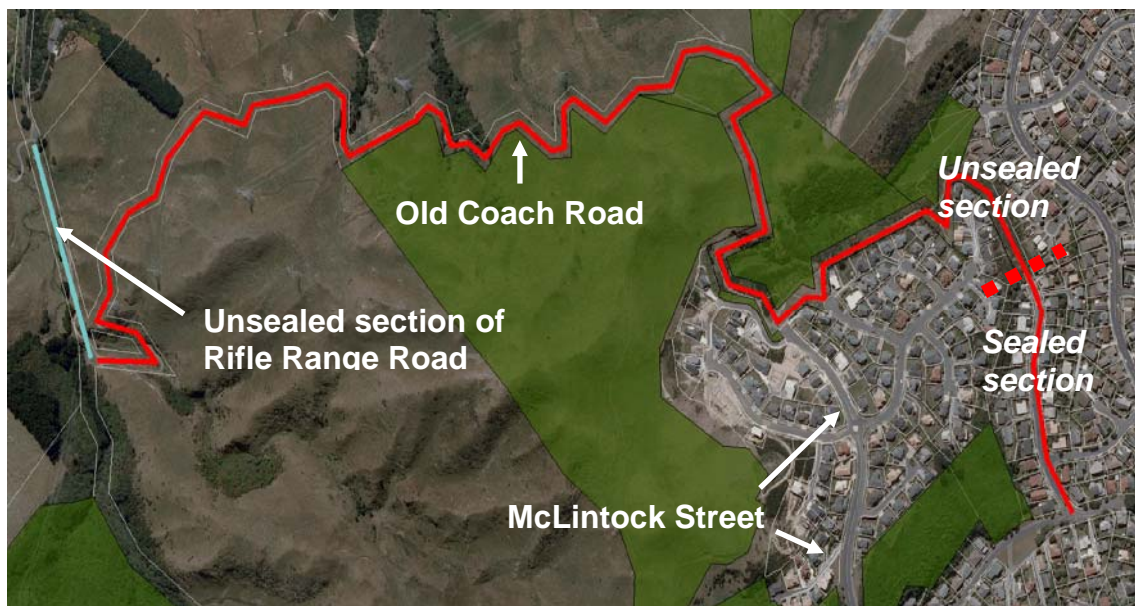 Unsealed
section
Old Coach Road
Unsealed section of
Rifle Range Road
Sealed
section
McLintock Street